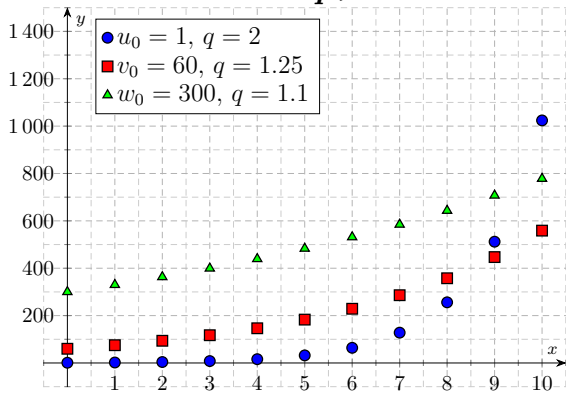 y
1 400
1 200
1 000
800
600
400
200
u₀ = 1, q = 2
v₀ = 60, q = 1.25
w₀ = 300, q = 1.1
x
1 2 3 4 5 6 7 8 9 10